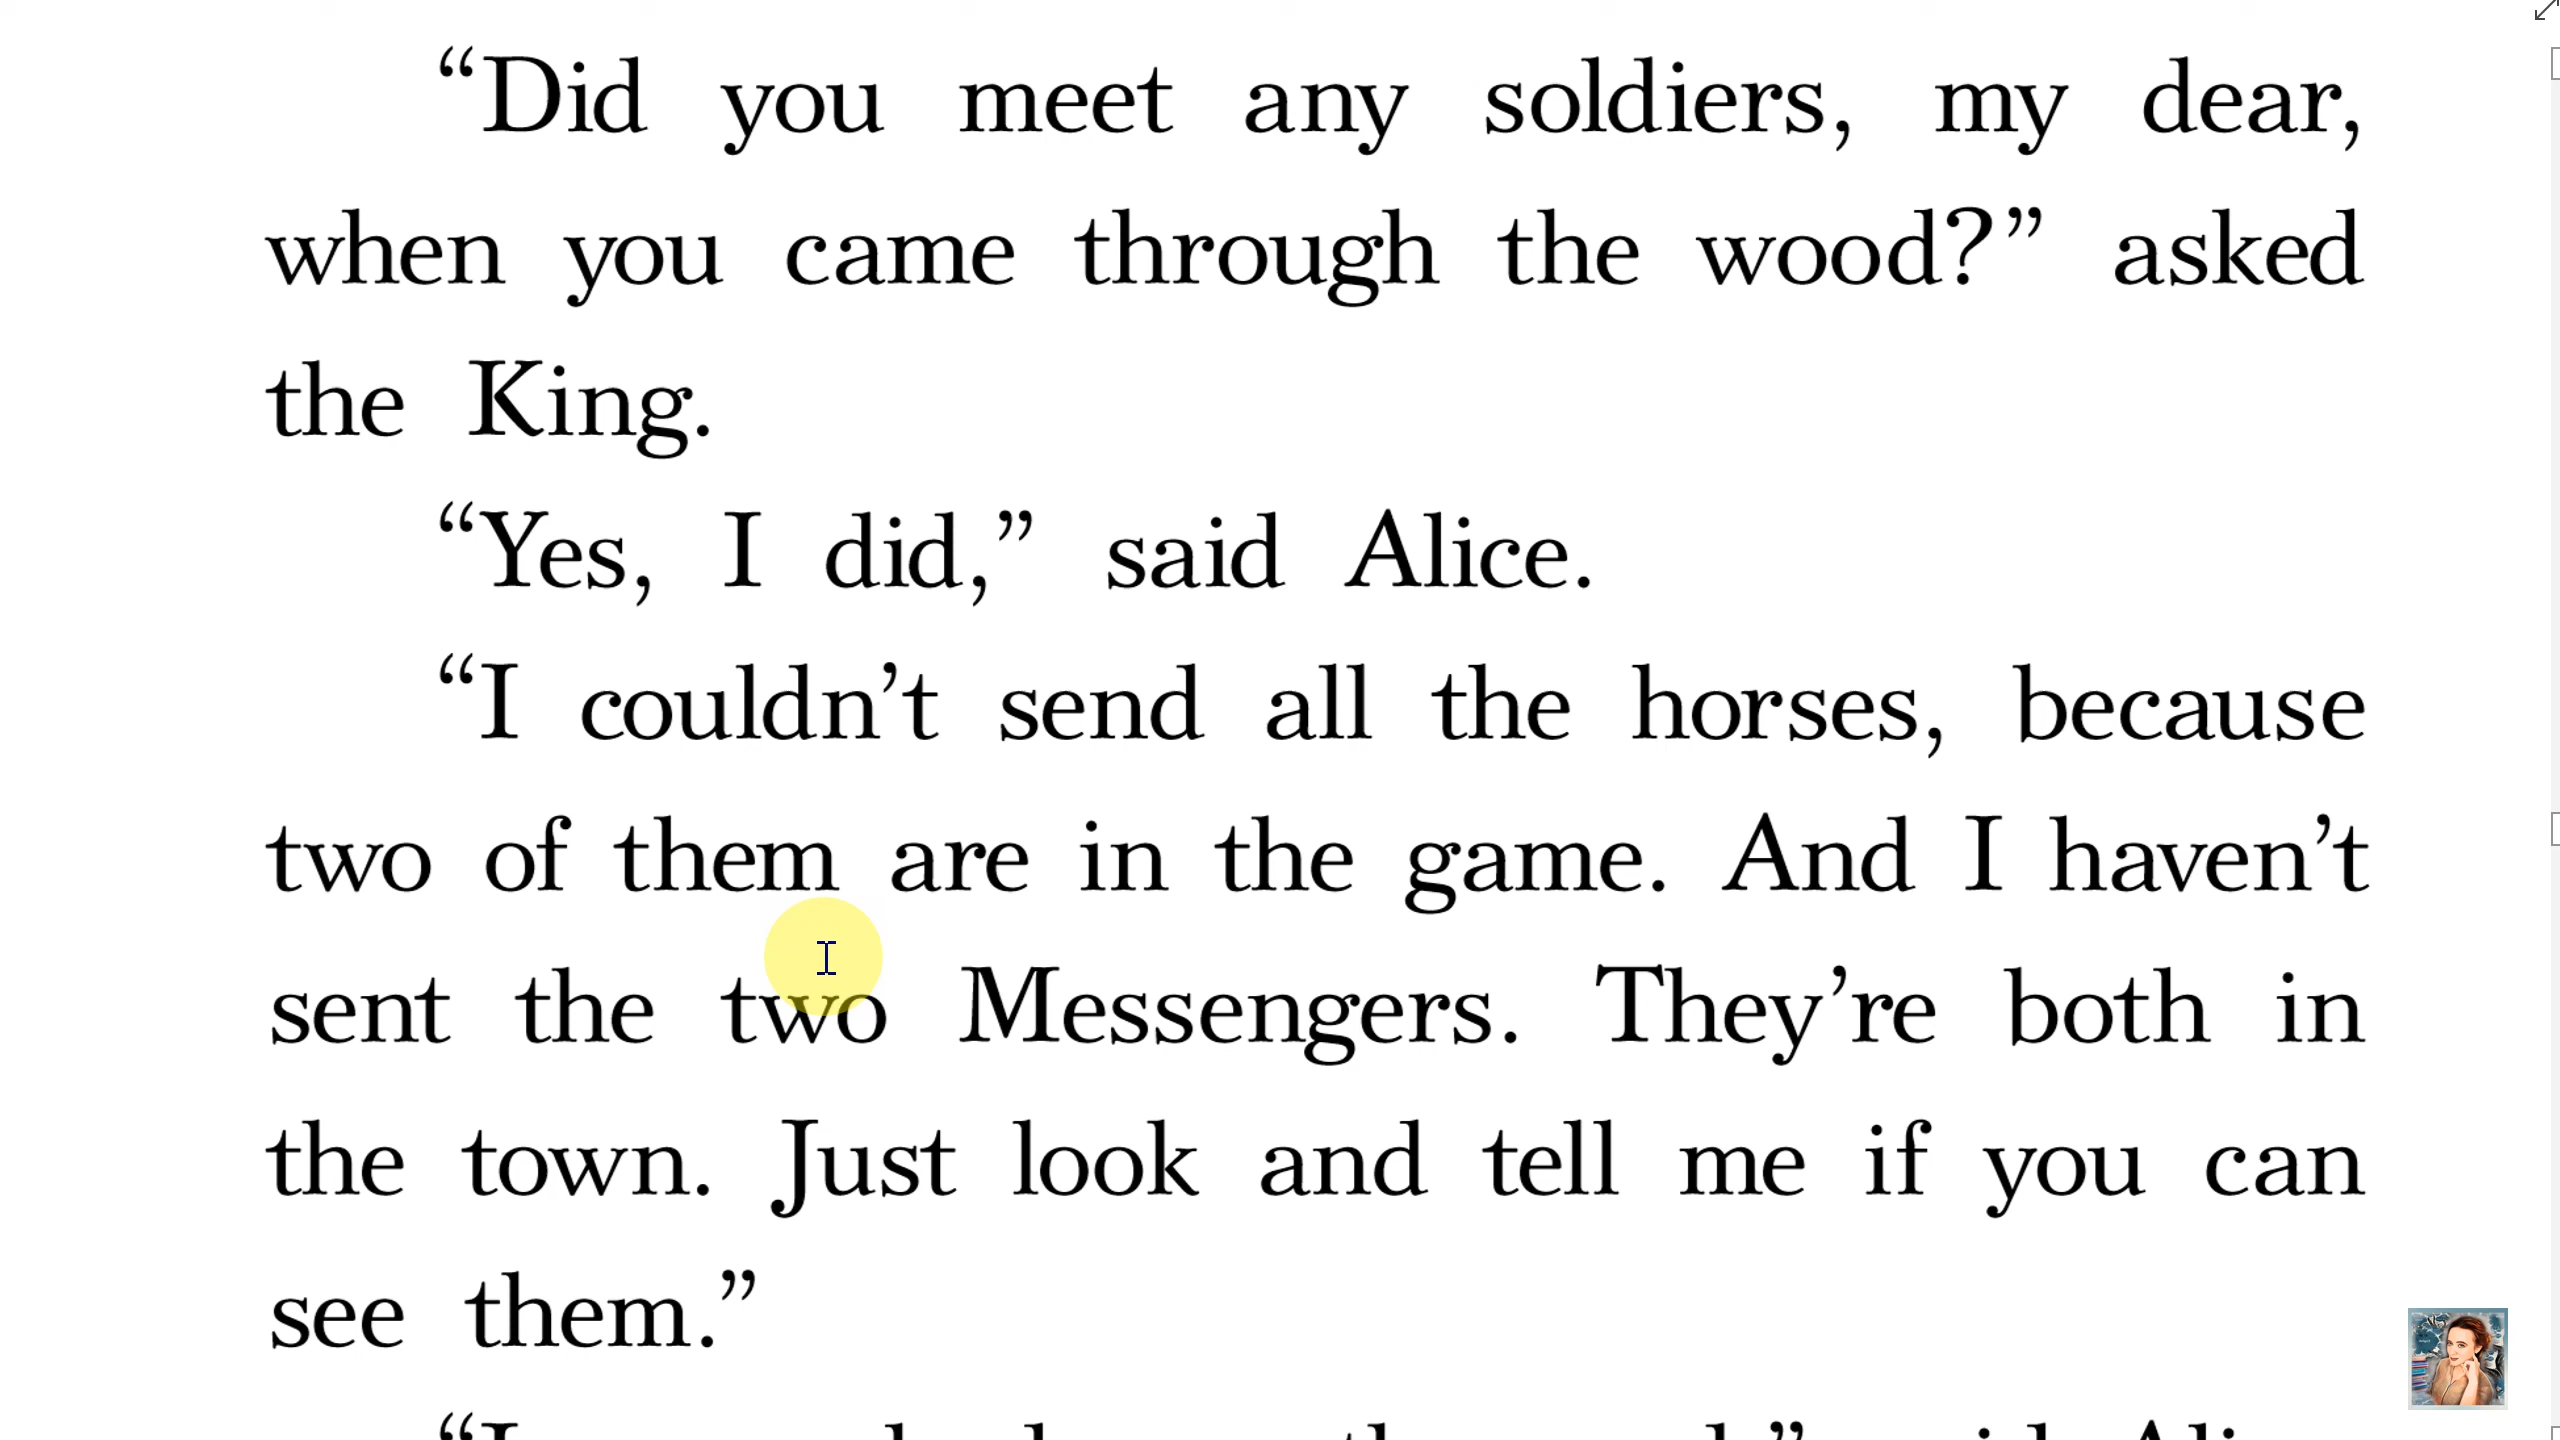 “Did you meet any soldiers, my dear,
when you came through the wood?” asked
the King.
“Yes, I did,” said Alice.
“I couldn’t send all the horses, because
two of them are in the game. And I haven’t
sent the two Messengers. They’re both in
the town. Just look and tell me if you can
see them.”